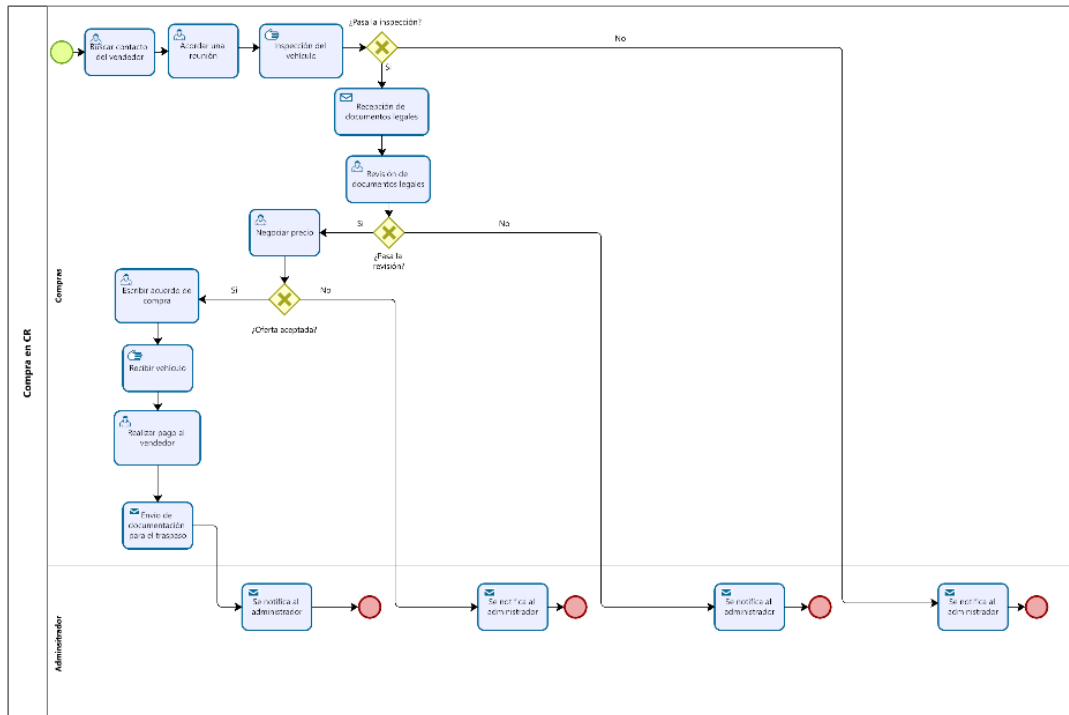 Compra en CR
Compras
Adminsitrador
¿Pasa la inspección?
Buscar contacto
del vendedor
Acordar una
reunión
Inspección del
vehículo
No
Si
Recepción de
documentos legales
Revisión de
documentos legales
Negociar precio
Si
No
¿Pasa la
revisión?
Escribir acuerdo de
compra
Si
No
¿Oferta aceptada?
Recibir vehículo
Realizar pago al
vendedor
Envío de
documentación
para el traspaso
Se notifica al
administrador
Se notifica al
administrador
Se notifica al
administrador
Se notifica al
administrador